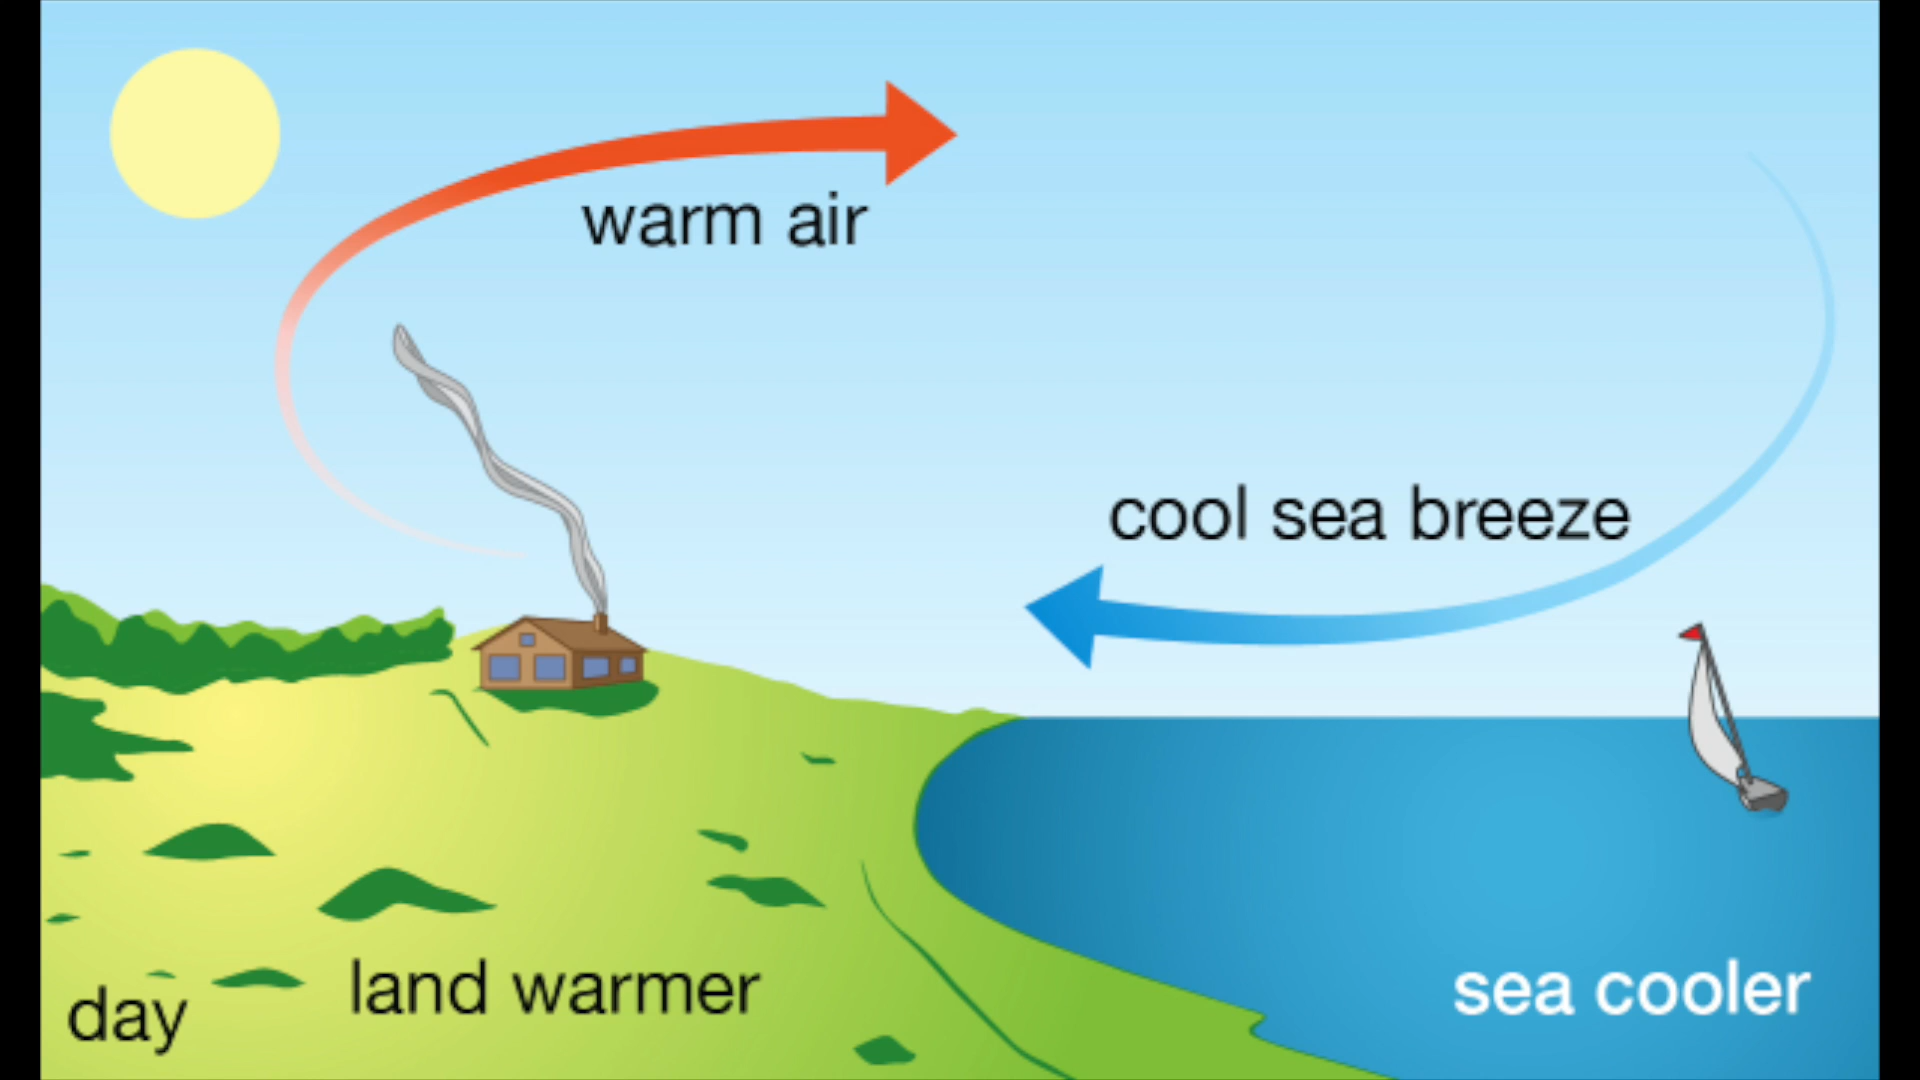 warm air
cool sea breeze
land warmer
day
sea cooler